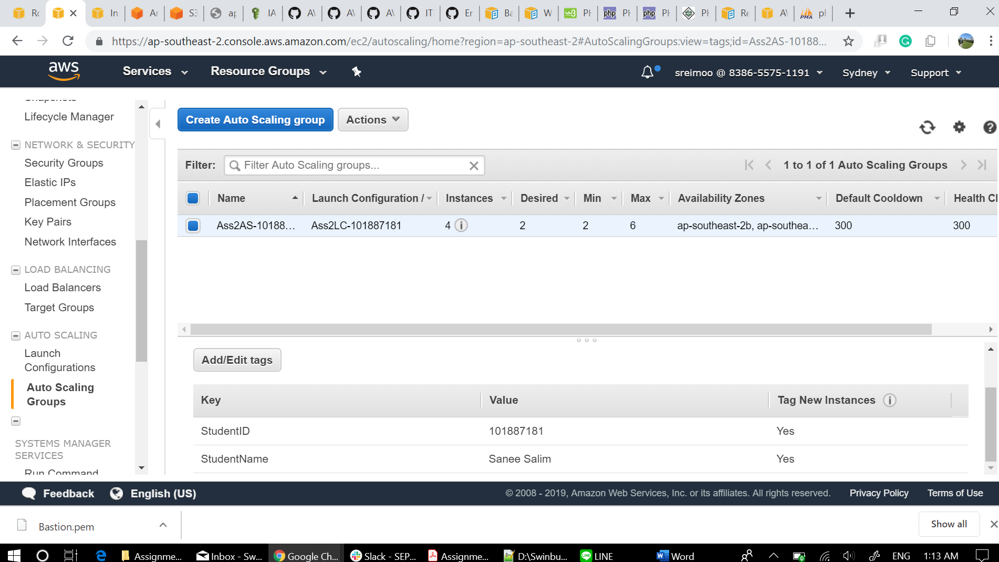 Ro
In
Ar
S3
ap
IA
AV
AV
AV
IT
Er
Ba
W
PH
PH
PH
PH
Re
AV
ph
https://ap-southeast-2.console.aws.amazon.com/ec2/autoscaling/home?region=ap-southeast-2#AutoScalingGroups:view=tags;id=Ass2AS-10188...
aws
Services
Resource Groups
sreimoo @ 8386-5575-1191
Sydney
Support
Snapshots
Lifecycle Manager
NETWORK & SECURITY
Security Groups
Elastic IPs
Placement Groups
Key Pairs
Network Interfaces
LOAD BALANCING
Load Balancers
Target Groups
AUTO SCALING
Launch
Configurations
Auto Scaling
Groups
SYSTEMS MANAGER
SERVICES
Run Command
Create Auto Scaling group
Actions
Filter: Filter Auto Scaling groups...
1 to 1 of 1 Auto Scaling Groups
Name Launch Configuration / Instances Desired Min Max Availability Zones Default Cooldown Health Cl
Ass2AS-10188... Ass2LC-101887181 4 2 2 6 ap-southeast-2b, ap-southea... 300 300
Add/Edit tags
Key Value Tag New Instances
StudentID 101887181 Yes
StudentName Sanee Salim Yes
Feedback
English (US)
© 2008 - 2019, Amazon Web Services, Inc. or its affiliates. All rights reserved.
Privacy Policy
Terms of Use
Bastion.pem
Show all
Assignme...
Inbox - Sw...
Google Ch...
Slack - SEP...
Assignme...
D:\Swinbu...
LINE
Word
ENG
1:13 AM